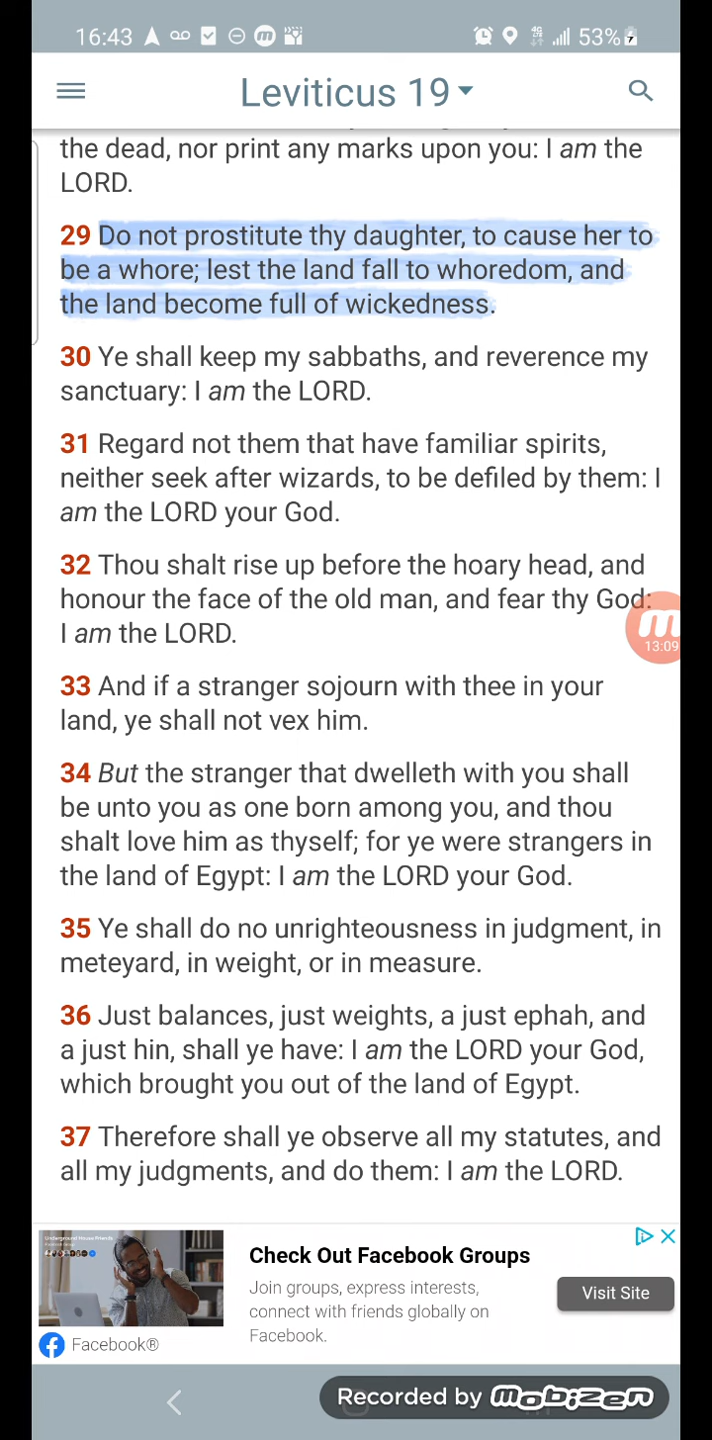 16:43
4G
LTE
53%
Leviticus 19
the dead, nor print any marks upon you: I am the
LORD.
29 Do not prostitute thy daughter, to cause her to
be a whore; lest the land fall to whoredom, and
the land become full of wickedness.
30 Ye shall keep my sabbaths, and reverence my
sanctuary: I am the LORD.
31 Regard not them that have familiar spirits,
neither seek after wizards, to be defiled by them: I
am the LORD your God.
32 Thou shalt rise up before the hoary head, and
honour the face of the old man, and fear thy God:
I am the LORD.
m
13:09
33 And if a stranger sojourn with thee in your
land, ye shall not vex him.
34 But the stranger that dwelleth with you shall
be unto you as one born among you, and thou
shalt love him as thyself; for ye were strangers in
the land of Egypt: I am the LORD your God.
35 Ye shall do no unrighteousness in judgment, in
meteyard, in weight, or in measure.
36 Just balances, just weights, a just ephah, and
a just hin, shall ye have: I am the LORD your God,
which brought you out of the land of Egypt.
37 Therefore shall ye observe all my statutes, and
all my judgments, and do them: I am the LORD.
Underground House Friends
Check Out Facebook Groups
Join groups, express interests,
connect with friends globally on
Facebook.
Visit Site
Facebook®
Recorded by mobizen